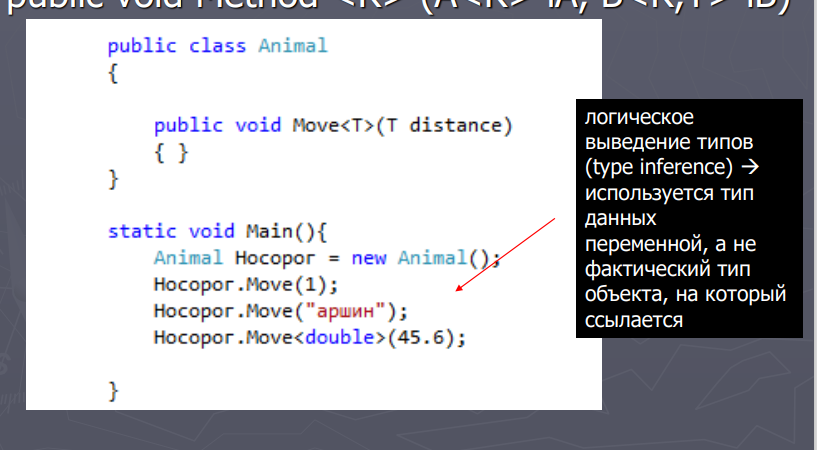 public void Method <K> (A<K> iA, B<K,T> iB)
public class Animal
{
public void Move<T>(T distance)
{ }
}
static void Main(){
Animal Носорог = new Animal();
Носорог.Move(1);
Носорог.Move("аршин");
Носорог.Move<double>(45.6);
}
логическое
выведение типов
(type inference) →
используется тип
данных
переменной, а не
фактический тип
объекта, на который
ссылается